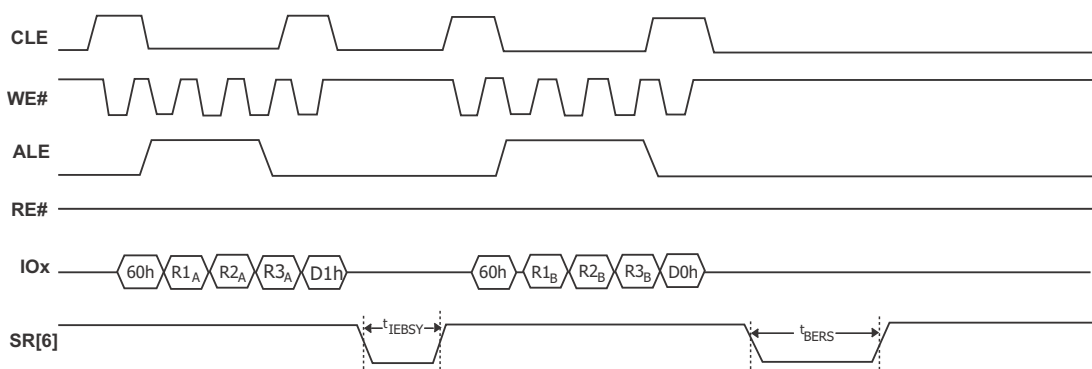 CLE
WE#
ALE
RE#
IOx 60h R1A R2A R3A D1h 60h R1B R2B R3B D0h
SR[6] tIEBSY tBERS